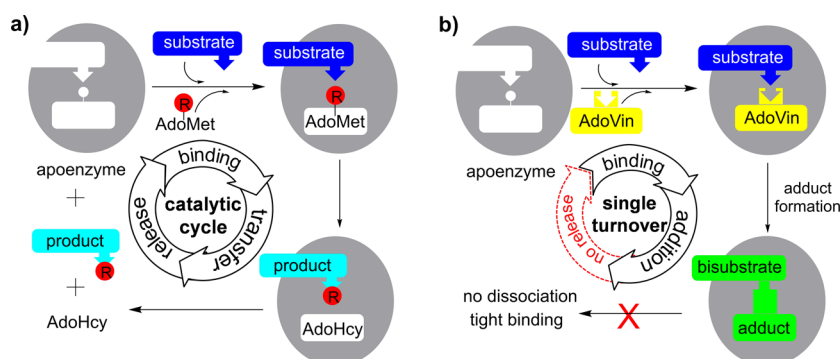 a)
substrate
R
AdoMet
apoenzyme
substrate
R
AdoMet
binding
transfer
release
catalytic
cycle
+
product
R
+
AdoHcy
product
R
AdoHcy
b)
substrate
AdoVin
apoenzyme
substrate
AdoVin
binding
addition
no release
single
turnover
adduct
formation
bisubstrate
adduct
no dissociation
tight binding
X